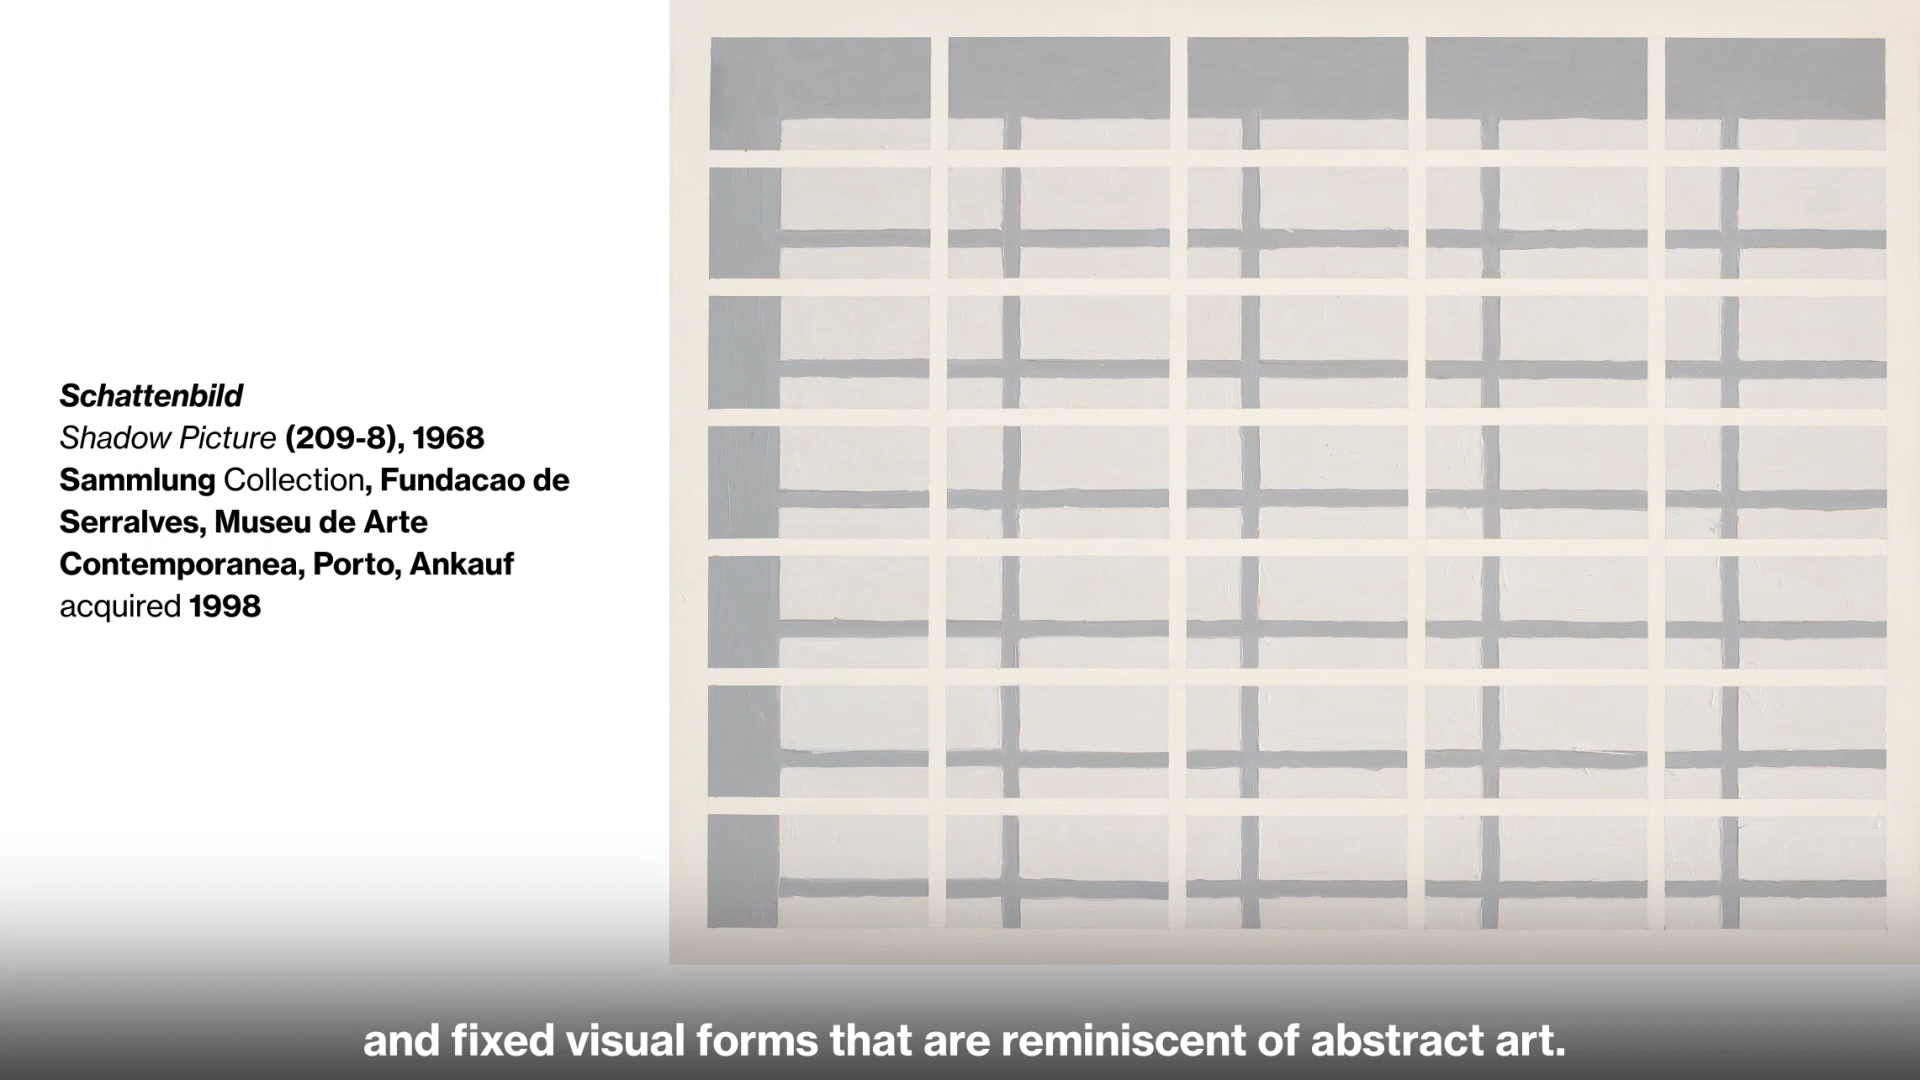 Schattenbild
Shadow Picture (209-8), 1968
Sammlung Collection, Fundacao de
Serralves, Museu de Arte
Contemporanea, Porto, Ankauf
acquired 1998
and fixed visual forms that are reminiscent of abstract art.